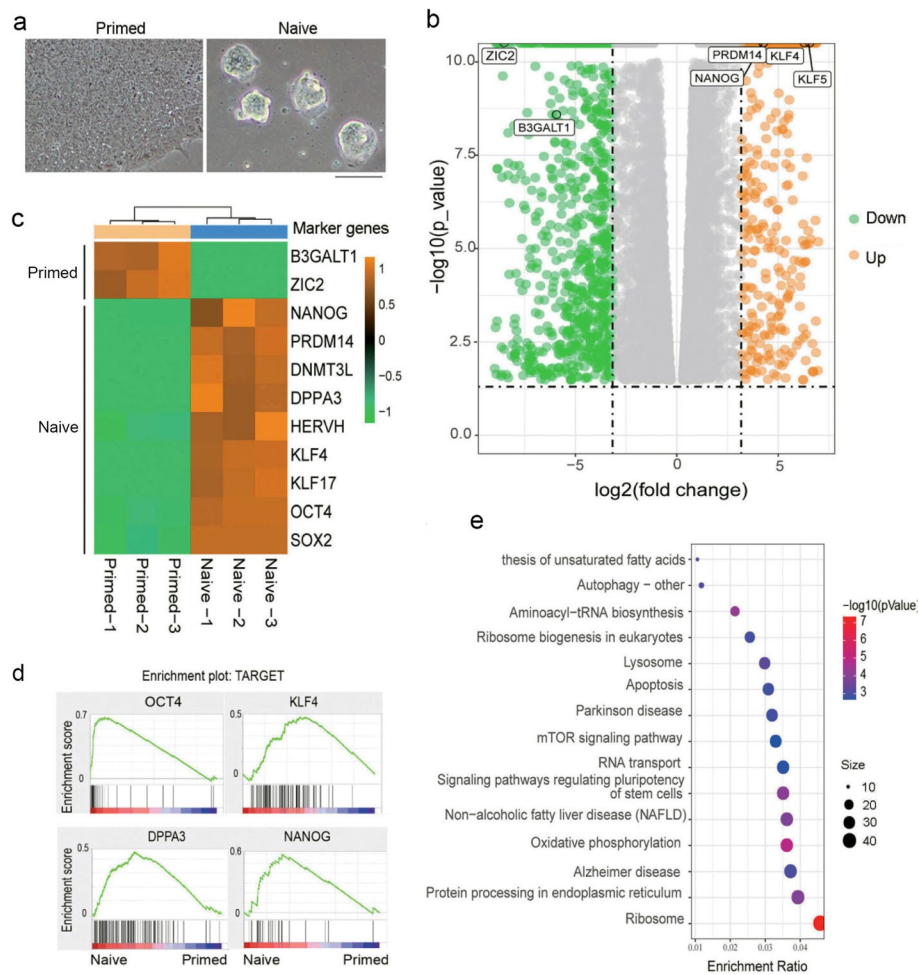 a
Primed
Naive
b
10.0
7.5
5.0
2.5
0.0
-log10(p_value)
ZIC2
B3GALT1
PRDM14
KLF4
NANOG
KLF5
Down
Up
−5
0
5
log2(fold change)
c
Marker genes
Primed
Naive
B3GALT1
ZIC2
NANOG
PRDM14
DNMT3L
DPPA3
HERVH
KLF4
KLF17
OCT4
SOX2
1
0.5
0
−0.5
−1
Primed-1
Primed-2
Primed-3
Naive -1
Naive -2
Naive -3
d
Enrichment plot: TARGET
OCT4
KLF4
Enrichment score
0.7
0
0.5
0
DPPA3
NANOG
Enrichment score
0.5
0
0.6
0
Naive
Primed
Naive
Primed
e
thesis of unsaturated fatty acids
Autophagy − other
Aminoacyl−tRNA biosynthesis
Ribosome biogenesis in eukaryotes
Lysosome
Apoptosis
Parkinson disease
mTOR signaling pathway
RNA transport
Signaling pathways regulating pluripotency
of stem cells
Non-alcoholic fatty liver disease (NAFLD)
Oxidative phosphorylation
Alzheimer disease
Protein processing in endoplasmic reticulum
Ribosome
0.01
0.02
0.03
0.04
Enrichment Ratio
−log10(pValue)
7
6
5
4
3
Size
10
20
30
40